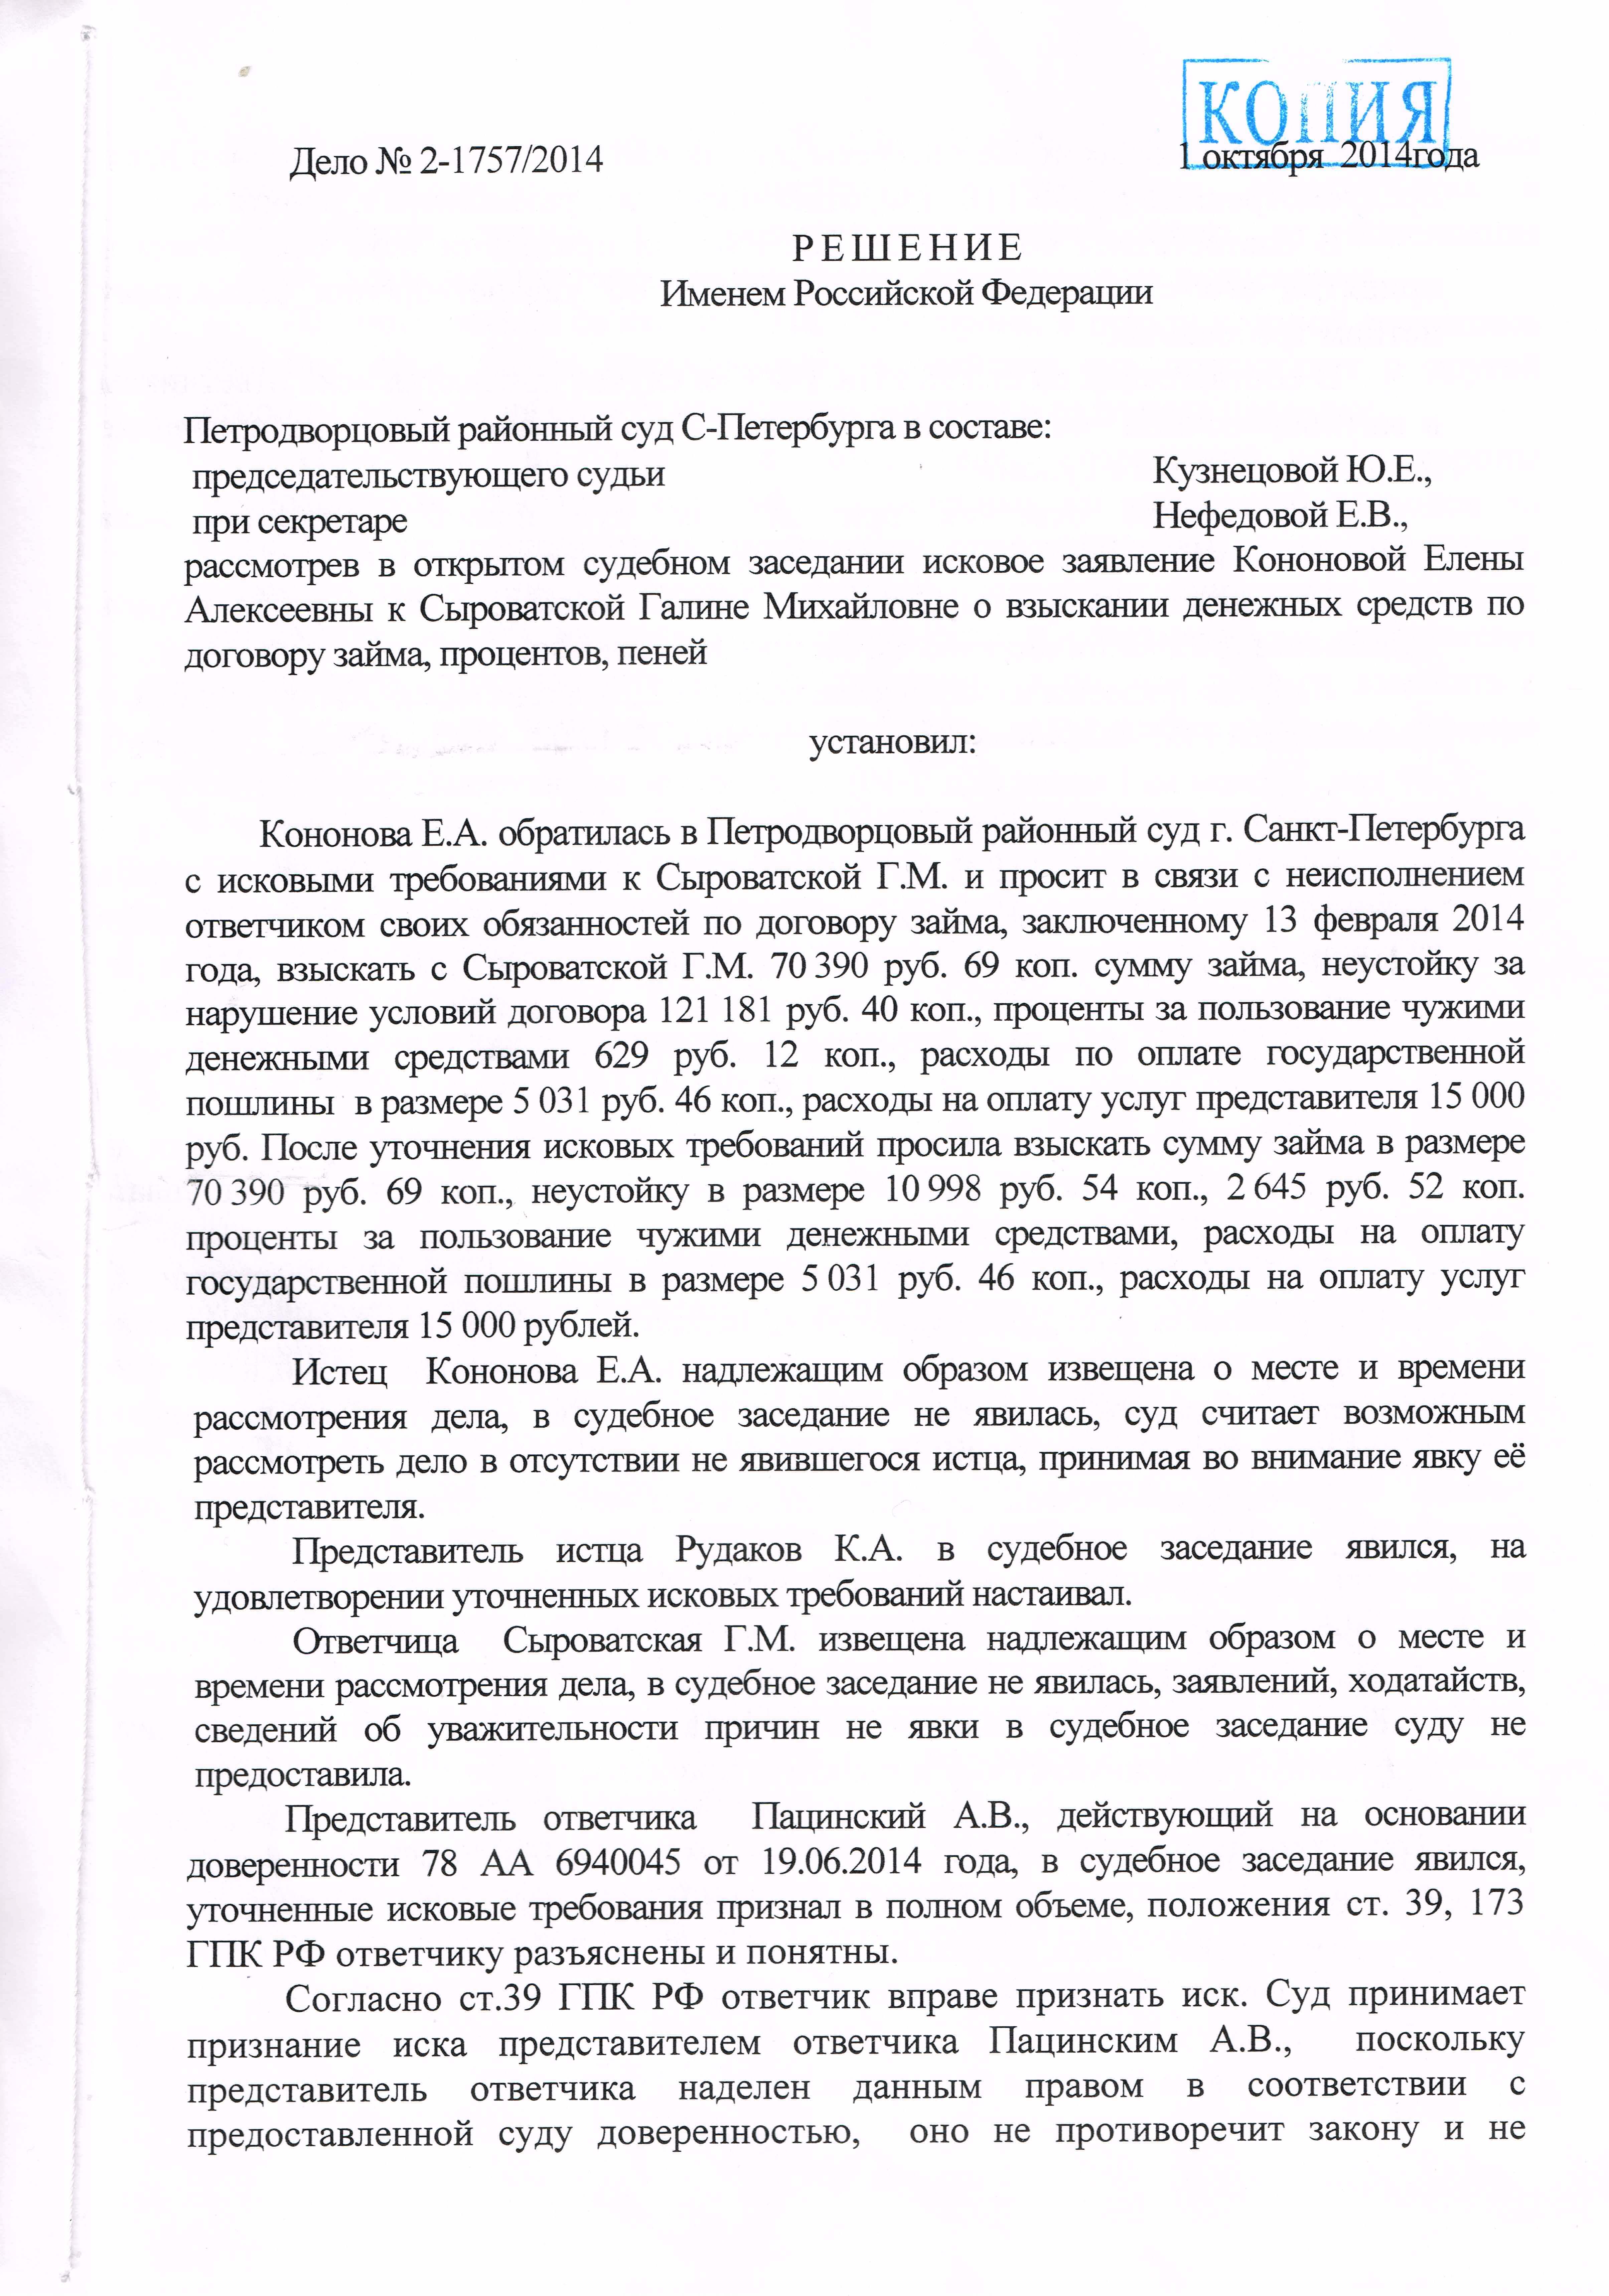 КОПИЯ
Дело № 2-1757/2014
1 октября 2014года
РЕШЕНИЕ
Именем Российской Федерации
Петродворцовый районный суд С-Петербурга в составе:
председательствующего судьи Кузнецовой Ю.Е.,
при секретаре Нефедовой Е.В.,
рассмотрев в открытом судебном заседании исковое заявление Кононовой Елены
Алексеевны к Сыроватской Галине Михайловне о взыскании денежных средств по
договору займа, процентов, пеней
установил:
Кононова Е.А. обратилась в Петродворцовый районный суд г. Санкт-Петербурга
с исковыми требованиями к Сыроватской Г.М. и просит в связи с неисполнением
ответчиком своих обязанностей по договору займа, заключенному 13 февраля 2014
года, взыскать с Сыроватской Г.М. 70 390 руб. 69 коп. сумму займа, неустойку за
нарушение условий договора 121 181 руб. 40 коп., проценты за пользование чужими
денежными средствами 629 руб. 12 коп., расходы по оплате государственной
пошлины в размере 5 031 руб. 46 коп., расходы на оплату услуг представителя 15 000
руб. После уточнения исковых требований просила взыскать сумму займа в размере
70 390 руб. 69 коп., неустойку в размере 10 998 руб. 54 коп., 2 645 руб. 52 коп.
проценты за пользование чужими денежными средствами, расходы на оплату
государственной пошлины в размере 5 031 руб. 46 коп., расходы на оплату услуг
представителя 15 000 рублей.
Истец Кононова Е.А. надлежащим образом извещена о месте и времени
рассмотрения дела, в судебное заседание не явилась, суд считает возможным
рассмотреть дело в отсутствии не явившегося истца, принимая во внимание явку её
представителя.
Представитель истца Рудаков К.А. в судебное заседание явился, на
удовлетворении уточненных исковых требований настаивал.
Ответчица Сыроватская Г.М. извещена надлежащим образом о месте и
времени рассмотрения дела, в судебное заседание не явилась, заявлений, ходатайств,
сведений об уважительности причин не явки в судебное заседание суду не
предоставила.
Представитель ответчика Пацинский А.В., действующий на основании
доверенности 78 АА 6940045 от 19.06.2014 года, в судебное заседание явился,
уточненные исковые требования признал в полном объеме, положения ст. 39, 173
ГПК РФ ответчику разъяснены и понятны.
Согласно ст.39 ГПК РФ ответчик вправе признать иск. Суд принимает
признание иска представителем ответчика Пацинским А.В., поскольку
представитель ответчика наделен данным правом в соответствии с
предоставленной суду доверенностью, оно не противоречит закону и не